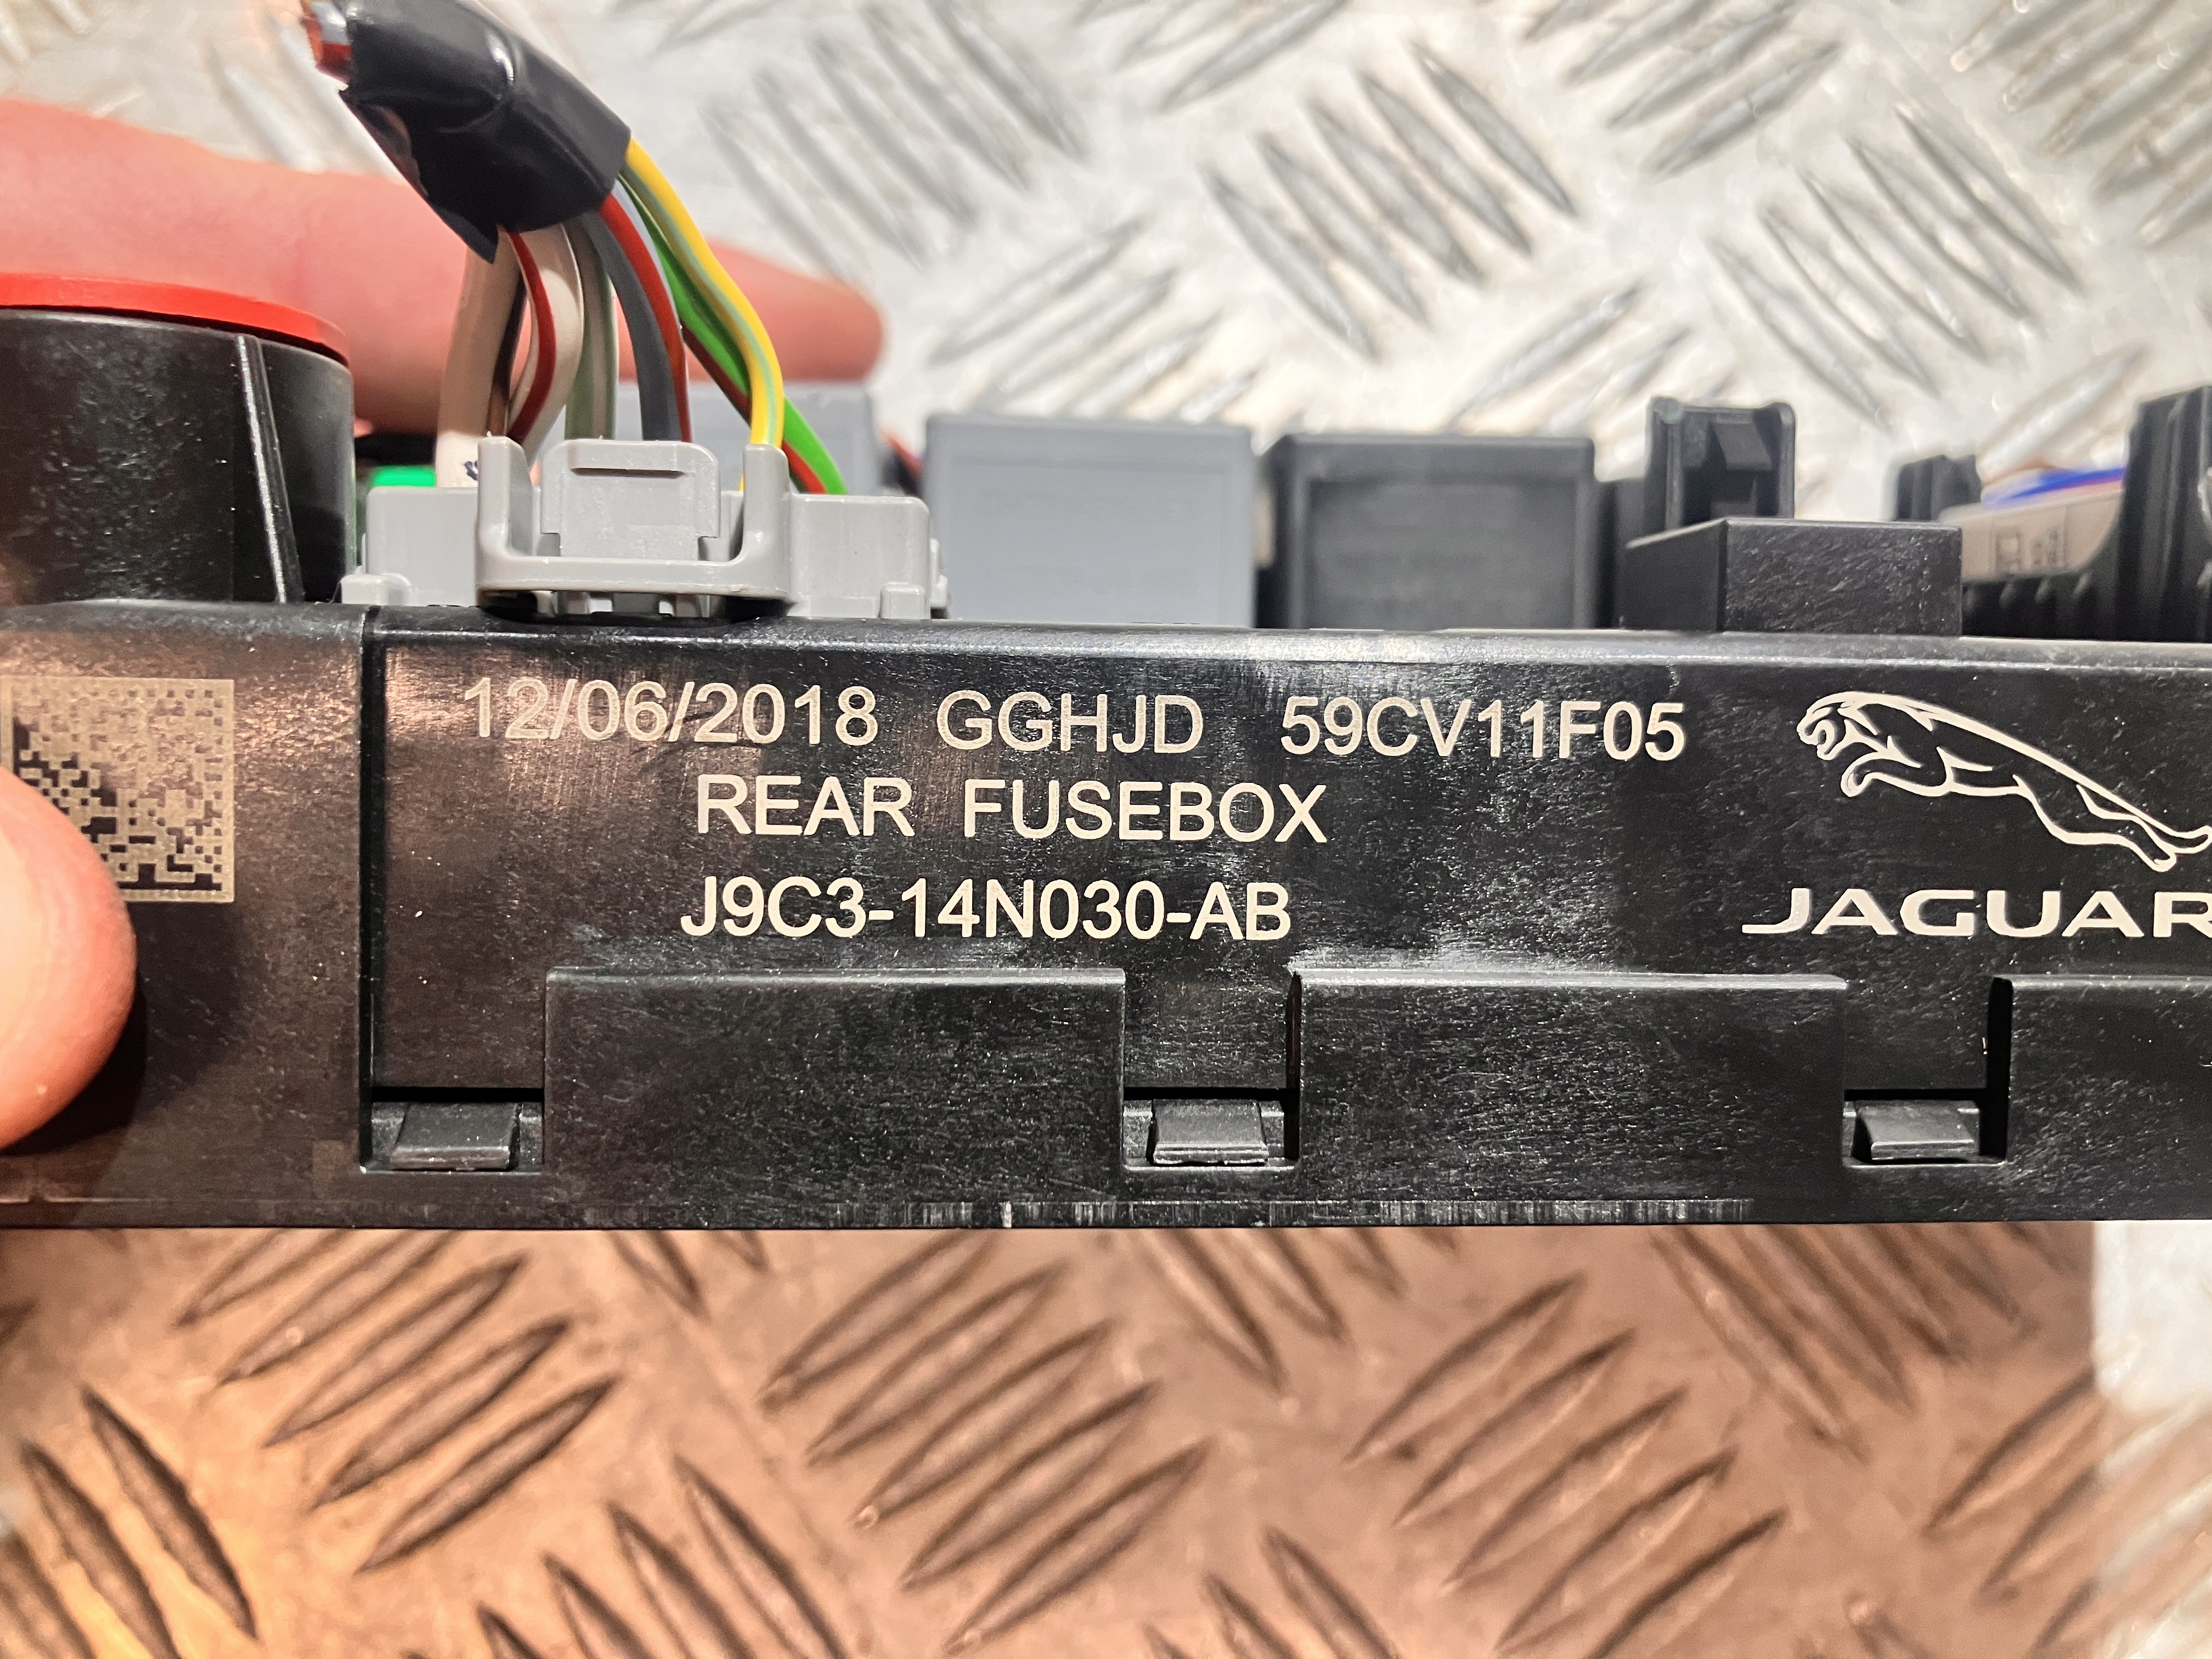 12/06/2018 GGHJD 59CV11F05
REAR FUSEBOX
J9C3-14N030-AB
JAGUAR